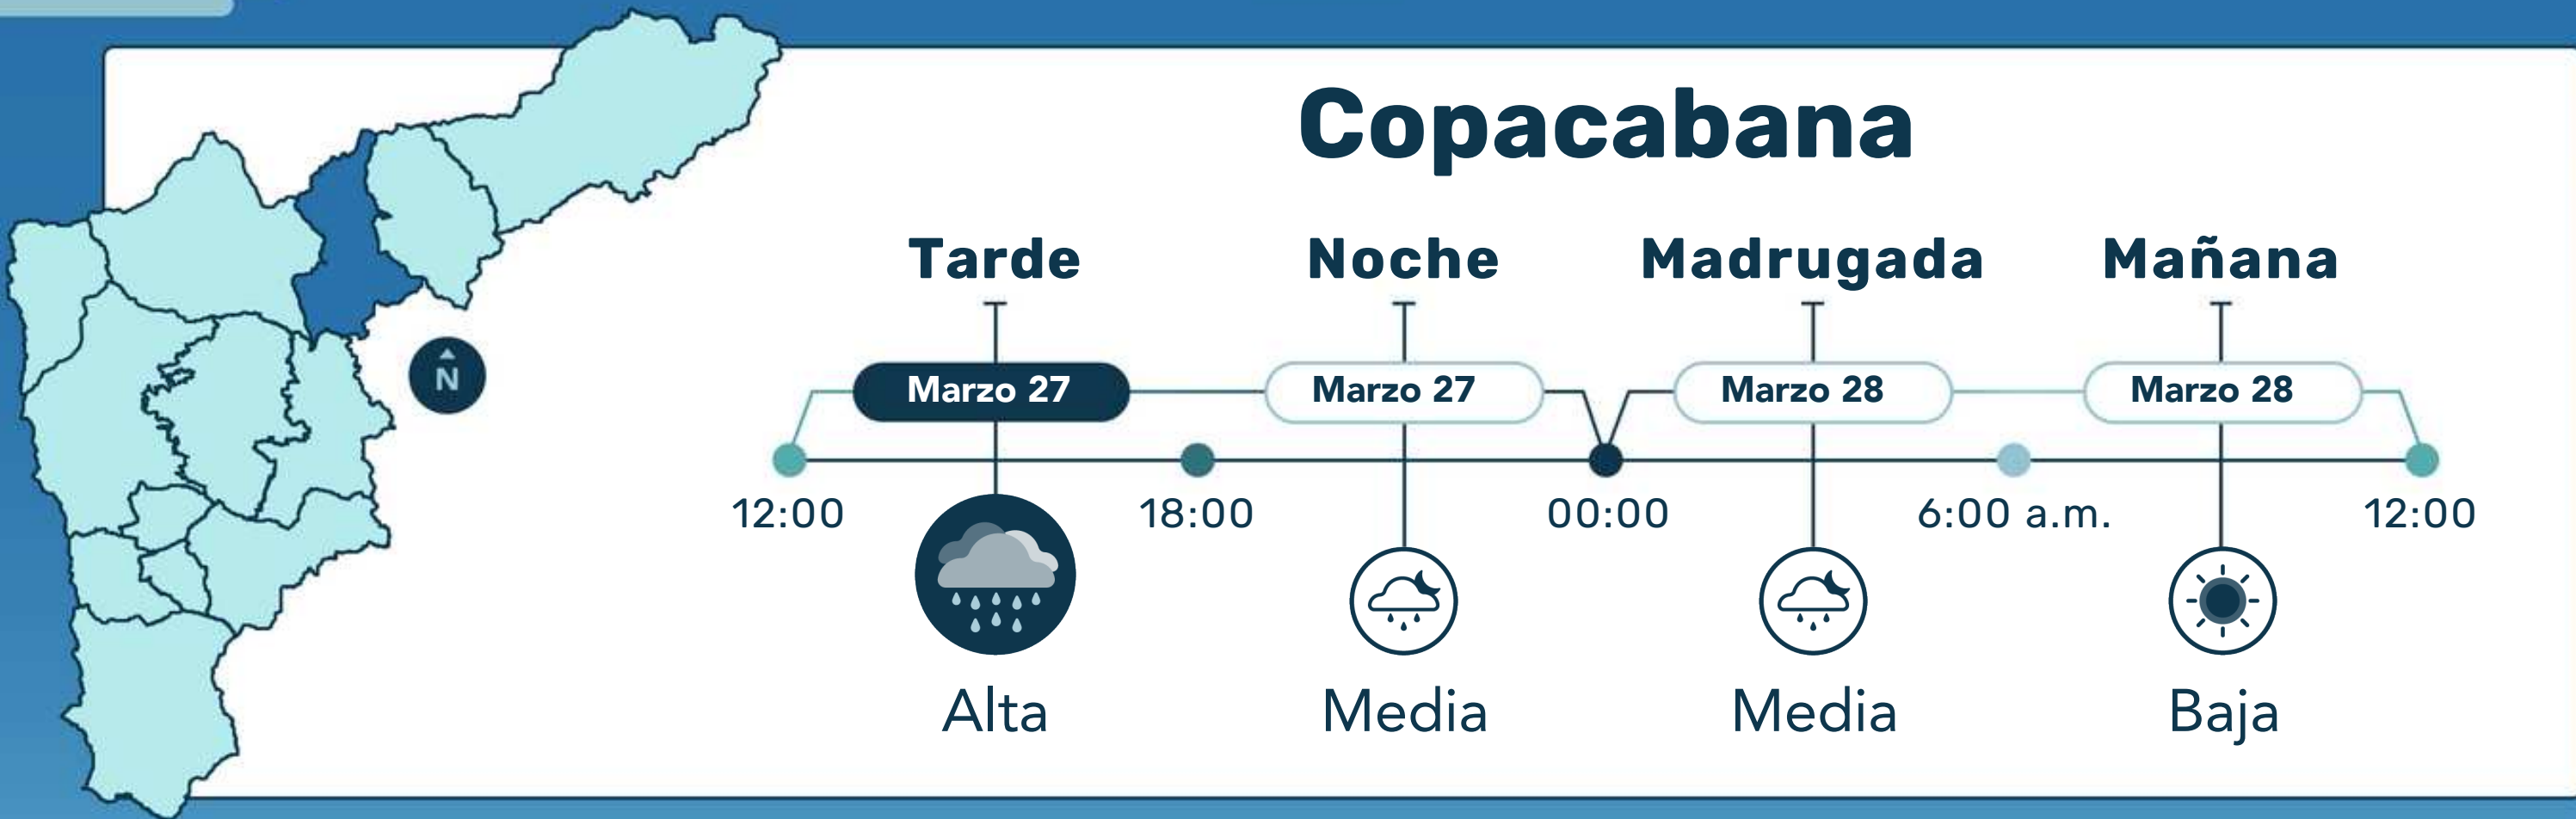 Copacabana
Tarde Noche Madrugada Mañana
N
Marzo 27 Marzo 27 Marzo 28 Marzo 28
12:00 18:00 00:00 6:00 a.m. 12:00
Alta Media Media Baja